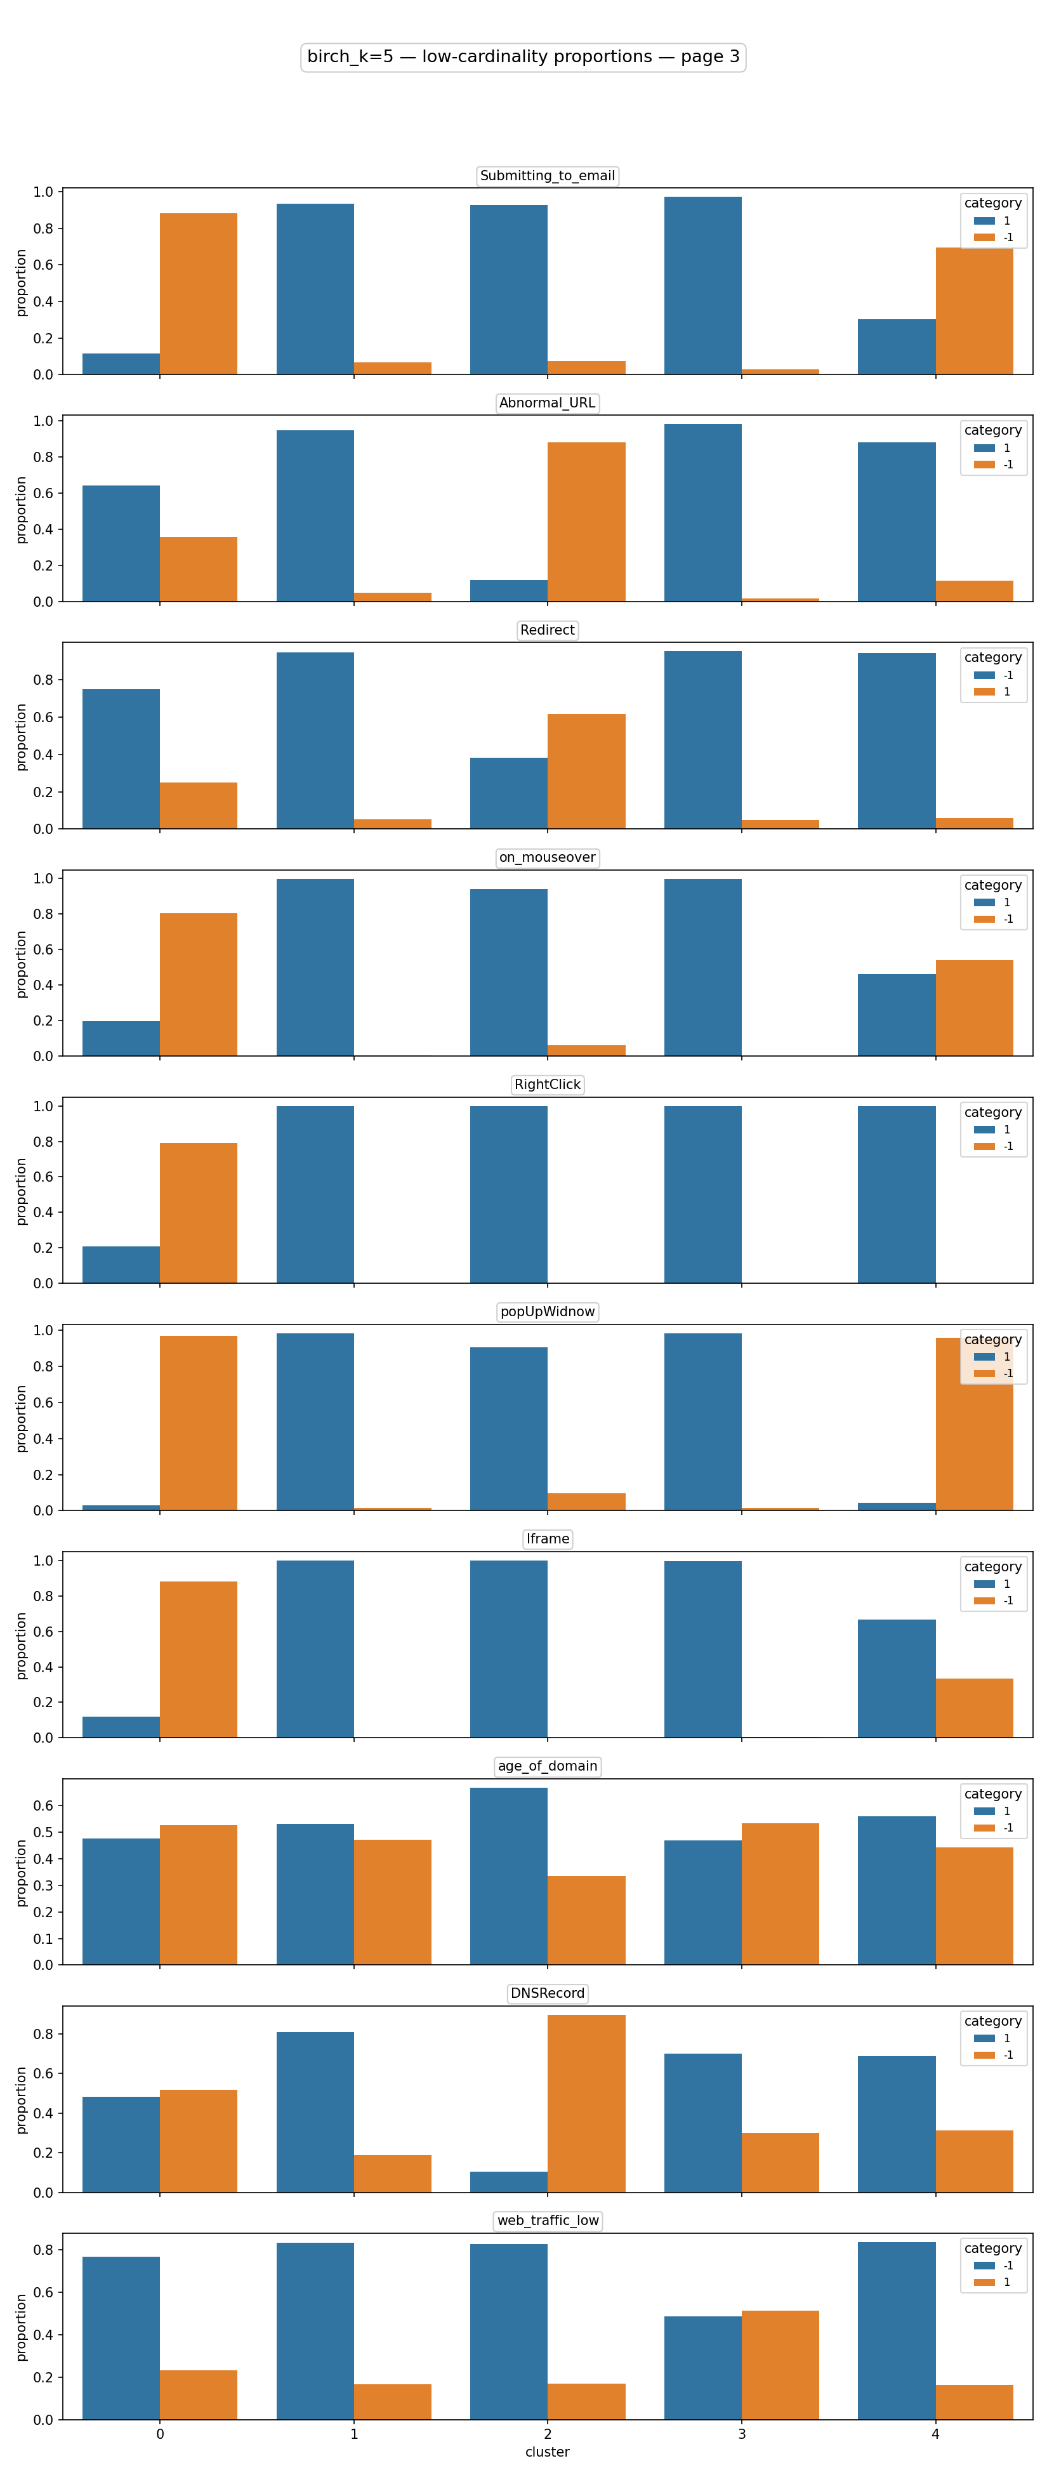 birch_k=5 — low-cardinality proportions — page 3
Submitting_to_email
proportion
1.0
0.8
0.6
0.4
0.2
0.0
category
1
-1
Abnormal_URL
proportion
1.0
0.8
0.6
0.4
0.2
0.0
category
1
-1
Redirect
proportion
0.8
0.6
0.4
0.2
0.0
category
-1
1
on_mouseover
proportion
1.0
0.8
0.6
0.4
0.2
0.0
category
1
-1
RightClick
proportion
1.0
0.8
0.6
0.4
0.2
0.0
category
1
-1
popUpWidnow
proportion
1.0
0.8
0.6
0.4
0.2
0.0
category
1
-1
Iframe
proportion
1.0
0.8
0.6
0.4
0.2
0.0
category
1
-1
age_of_domain
proportion
0.6
0.5
0.4
0.3
0.2
0.1
0.0
category
1
-1
DNSRecord
proportion
0.8
0.6
0.4
0.2
0.0
category
1
-1
web_traffic_low
proportion
0.8
0.6
0.4
0.2
0.0
category
-1
1
0 1 2 3 4
cluster